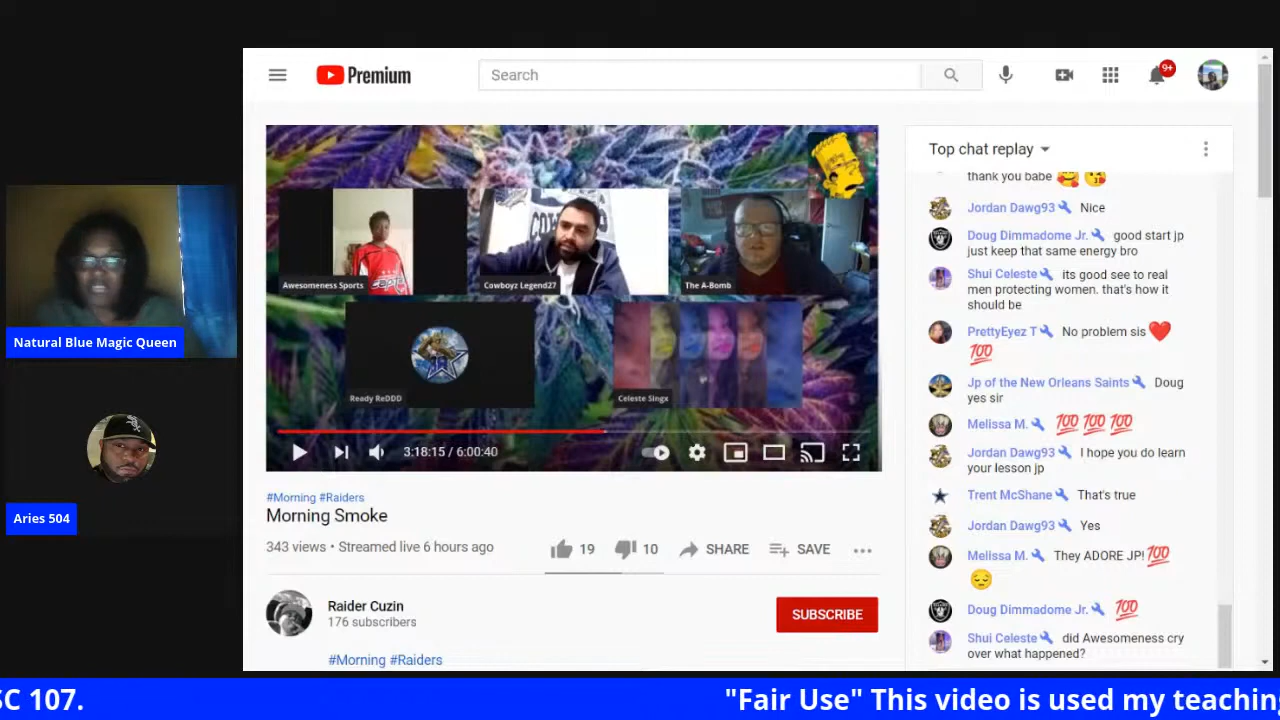 Premium
Search
9+
Natural Blue Magic Queen
Aries 504
Awesomeness Sports
Cowboyz Legend27
The A-Bomb
Ready ReDDD
Celeste Singx
3:18:15 / 6:00:40
#Morning #Raiders
Morning Smoke
343 views • Streamed live 6 hours ago
19
10
SHARE
SAVE
Raider Cuzin
176 subscribers
SUBSCRIBE
#Morning #Raiders
Top chat replay
thank you babe 🥰 😘
Jordan Dawg93 Nice
Doug Dimmadome Jr. good start jp
just keep that same energy bro
Shui Celeste its good see to real
men protecting women. that's how it
should be
PrettyEyez T No problem sis ❤️
💯
Jp of the New Orleans Saints Doug
yes sir
Melissa M. 💯 💯 💯
Jordan Dawg93 I hope you do learn
your lesson jp
Trent McShane That's true
Jordan Dawg93 Yes
Melissa M. They ADORE JP! 💯
😔
Doug Dimmadome Jr. 💯
Shui Celeste did Awesomeness cry
over what happened?
SC 107.
"Fair Use" This video is used my teaching